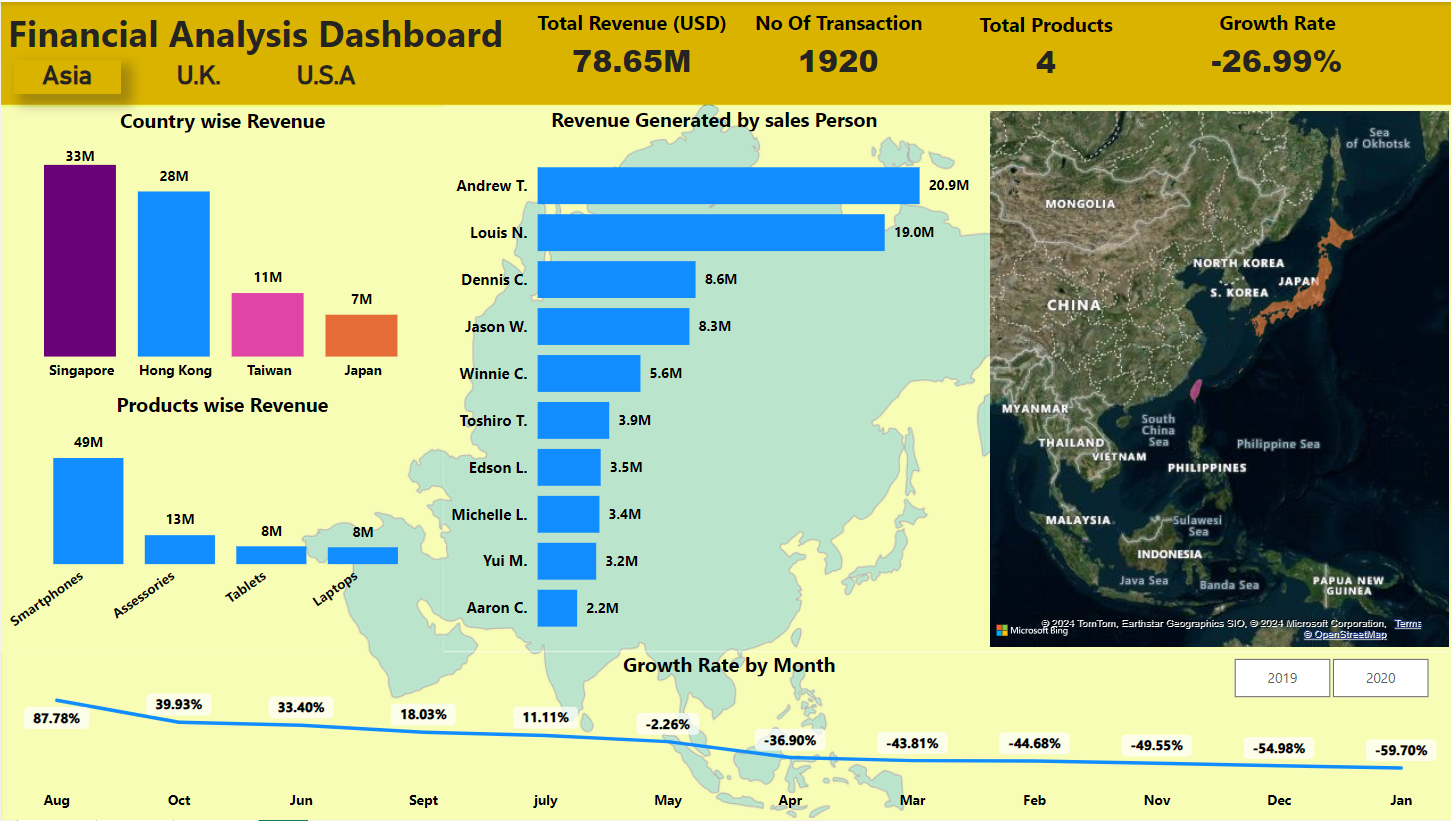 Financial Analysis Dashboard
Asia
U.K.
U.S.A
Total Revenue (USD)
78.65M
No Of Transaction
1920
Total Products
4
Growth Rate
-26.99%
Country wise Revenue
33M
28M
11M
7M
Singapore
Hong Kong
Taiwan
Japan
Products wise Revenue
49M
13M
8M
8M
Smartphones
Assessories
Tablets
Laptops
Revenue Generated by sales Person
Andrew T. 20.9M
Louis N. 19.0M
Dennis C. 8.6M
Jason W. 8.3M
Winnie C. 5.6M
Toshiro T. 3.9M
Edson L. 3.5M
Michelle L. 3.4M
Yui M. 3.2M
Aaron C. 2.2M
Sea
of Okhotsk
MONGOLIA
NORTH KOREA
JAPAN
S. KOREA
CHINA
MYANMAR
South
China
Sea
THAILAND
VIETNAM
Philippine Sea
PHILIPPINES
MALAYSIA
Sulawesi
Sea
INDONESIA
Java Sea
Banda Sea
PAPUA NEW
GUINEA
Microsoft Bing
© 2024 TomTom, Earthstar Geographics SIO, © 2024 Microsoft Corporation, Terms
© OpenStreetMap
Growth Rate by Month
2019
2020
87.78%
39.93%
33.40%
18.03%
11.11%
-2.26%
-36.90%
-43.81%
-44.68%
-49.55%
-54.98%
-59.70%
Aug
Oct
Jun
Sept
july
May
Apr
Mar
Feb
Nov
Dec
Jan